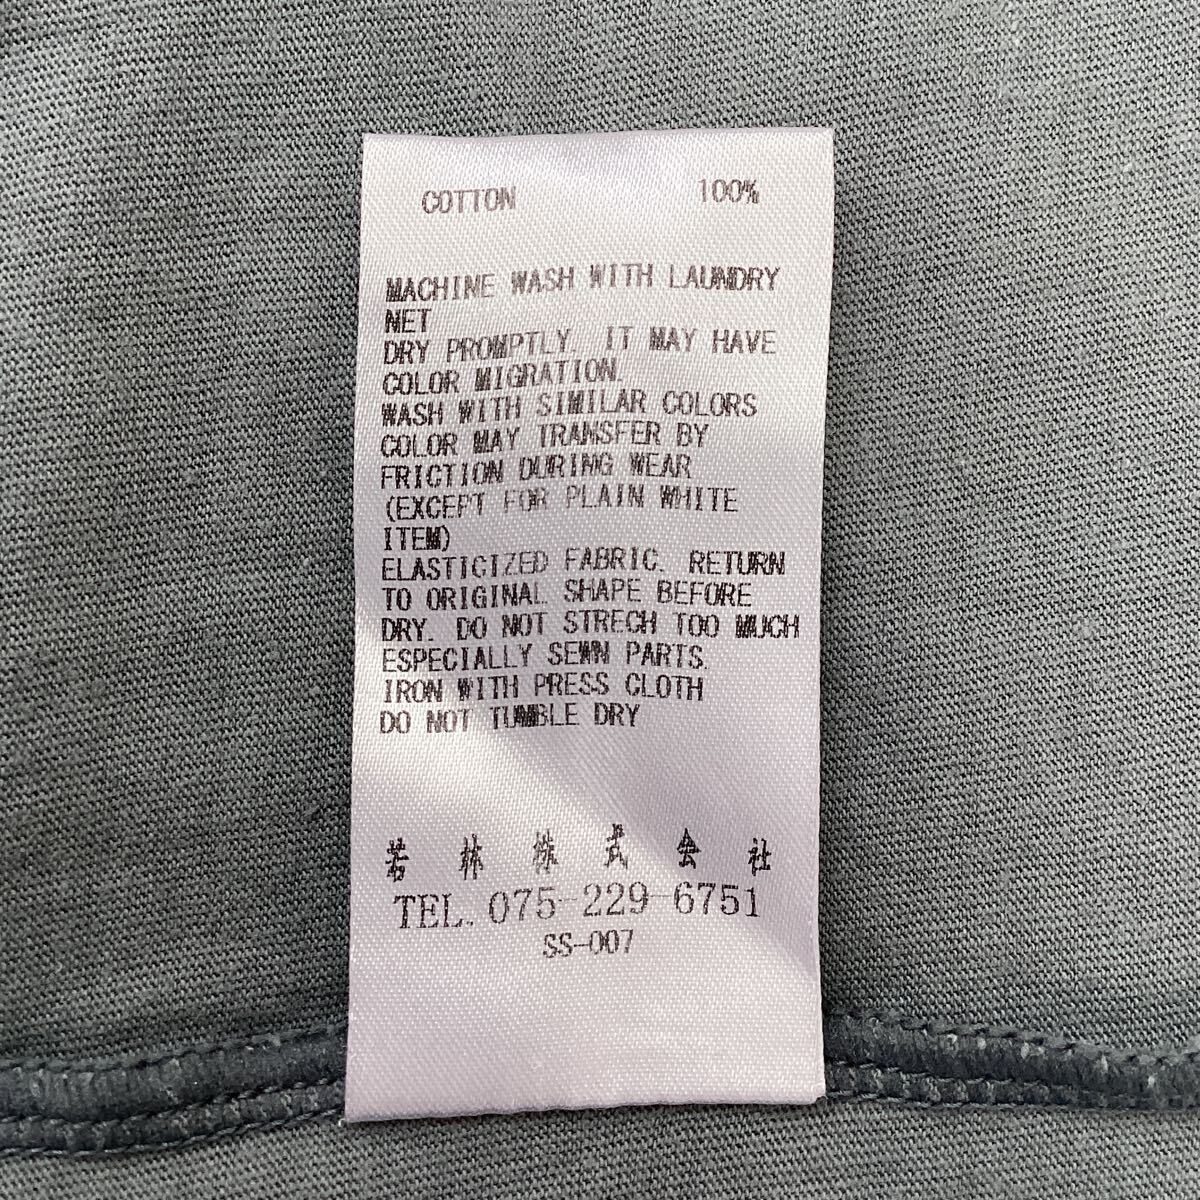 COTTON 100%
MACHINE WASH WITH LAUNDRY
NET
DRY PROMPTLY. IT MAY HAVE
COLOR MIGRATION.
WASH WITH SIMILAR COLORS
COLOR MAY TRANSFER BY
FRICTION DURING WEAR
(EXCEPT FOR PLAIN WHITE
ITEM)
ELASTICIZED FABRIC. RETURN
TO ORIGINAL SHAPE BEFORE
DRY. DO NOT STRECH TOO MUCH
ESPECIALLY SEWN PARTS.
IRON WITH PRESS CLOTH
DO NOT TUMBLE DRY
若林株式会社
TEL. 075-229-6751
SS-007